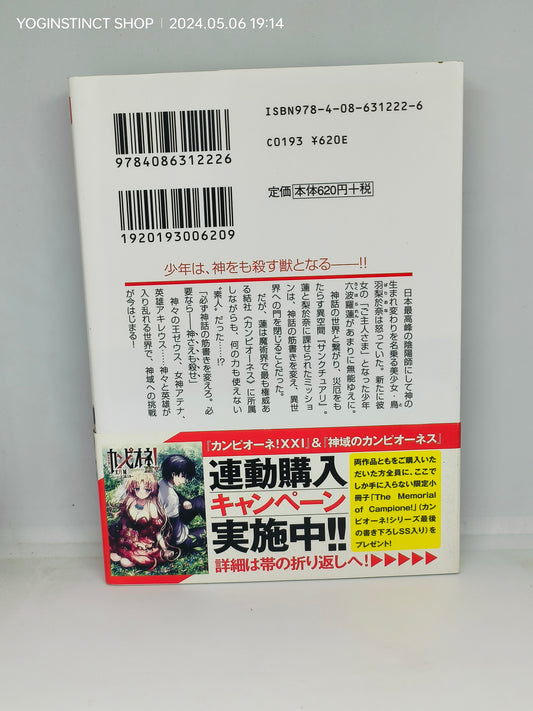 YOGINSTINCT SHOP | 2024.05.06 19:14
ISBN978-4-08-631222-6
9784086312226
C0193 ¥620E
定価 本体620円+税
1920193006209
少年は、神をも殺す獣となる――!!
日本最高峰の陰陽師にして神の
生まれ変わりを名乗る美少女・鳥
羽梨於奈は怒っていた。新たに彼
女の「ご主人さま」となった少年
六波羅蓮があまりに無能ゆえに。
神話の世界と繋がり、災厄をも
たらす異空間【サンクチュアリ】。
蓮と梨於奈に課せられたミッショ
ンは、神話の筋書きを変え、異世
界への門を閉じることだった。
だが、蓮は魔術界で最も権威あ
る結社《カンピオーネス》に所属
しながらも、何の力も使えない
“素人”だった……!?
「必ず神話の筋書きを変えろ。必
要なら――神さえも殺せ」
神々の王ゼウス、女神アテナ、
英雄アキレウス……神々と英雄が
入り乱れる世界で、神域への挑戦
が今はじまる!
『カンピオーネ!XXI』&『神域のカンピオーネス』
カンピオーネ!
連動購入
キャンペーン
実施中!!
詳細は帯の折り返しへ!▶▶▶▶▶
両作品ともをご購入いた
だいた方全員に、ここで
しか手に入らない限定小
冊子「The Memorial
of Campione!」(カン
ピオーネ!シリーズ最後
の書き下ろしSS入り)を
プレゼント!